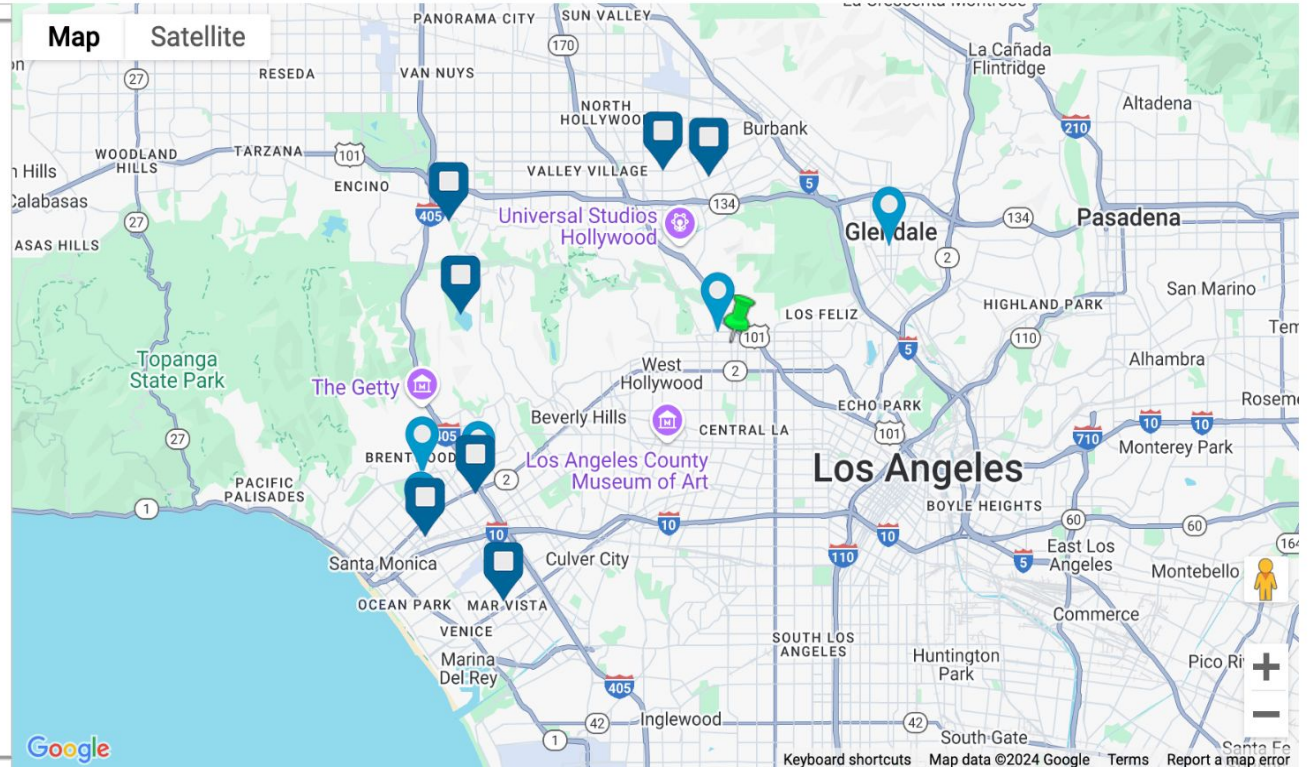 La Crescenta-Montrose
PANORAMA CITY
SUN VALLEY
Map
Satellite
170
La Cañada
Flintridge
27
RESEDA
VAN NUYS
NORTH
Altadena
210
Burbank
101
TARZANA
WOODLAND
HILLS
VALLEY VILLAGE
Hills
ENCINO
5
Calabasas
134
405
Universal Studios
Hollywood
134
Pasadena
27
Glendale
ASAS HILLS
2
San Marino
HIGHLAND PARK
LOS FELIZ
110
101
5
Topanga
State Park
West
Hollywood
2
Alhambra
The Getty
ECHO PARK
Beverly Hills
10
10
CENTRAL LA
101
710
27
405
Monterey Park
BRENTWOOD
Los Angeles County
Museum of Art
Los Angeles
PACIFIC
PALISADES
2
1
BOYLE HEIGHTS
10
60
60
10
10
164
110
East Los
Angeles
Santa Monica
Culver City
5
Montebello
OCEAN PARK
MAR VISTA
Commerce
VENICE
SOUTH LOS
ANGELES
Marina
Del Rey
Huntington
Park
405
42
Inglewood
42
1
South Gate
Google
Santa Fe
Keyboard shortcuts
Map data ©2024 Google
Terms
Report a map error